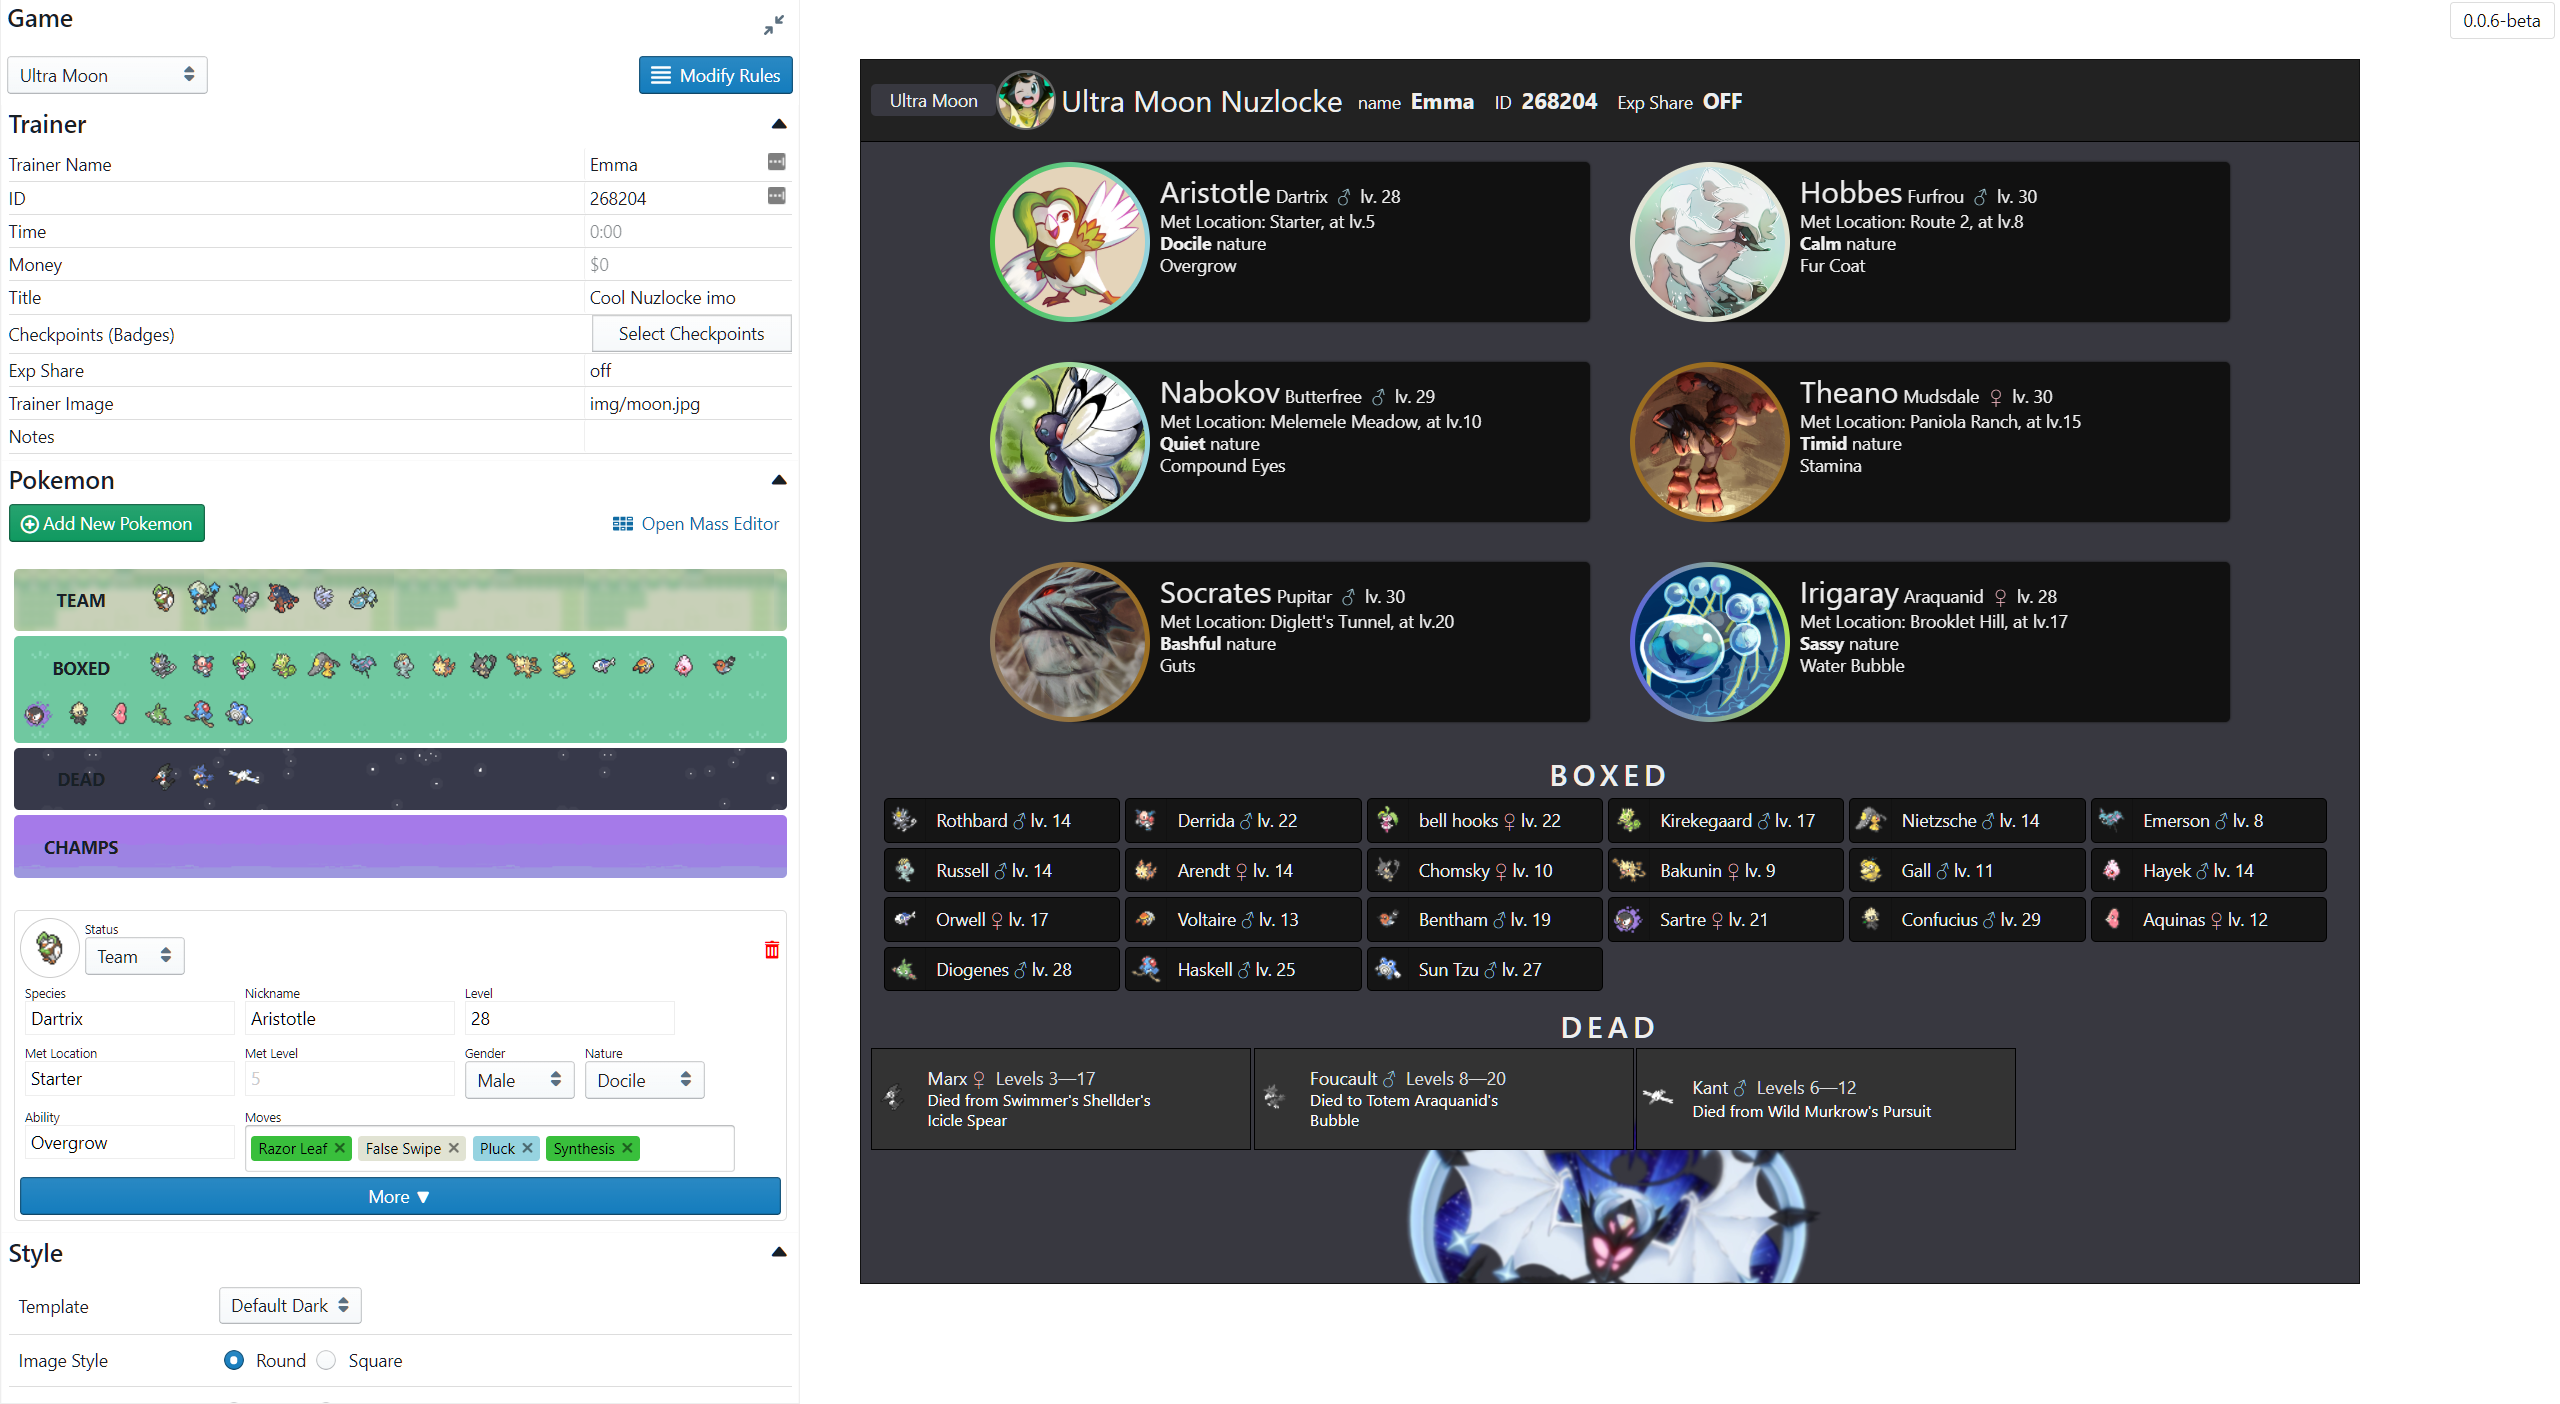 Game
Ultra Moon
Modify Rules
Trainer
Trainer Name Emma
ID 268204
Time 0:00
Money $0
Title Cool Nuzlocke imo
Checkpoints (Badges) Select Checkpoints
Exp Share off
Trainer Image img/moon.jpg
Notes
Pokemon
Add New Pokemon
Open Mass Editor
TEAM
BOXED
DEAD
CHAMPS
Status
Team
Species Nickname Level
Dartrix Aristotle 28
Met Location Met Level Gender Nature
Starter 5 Male Docile
Ability Moves
Overgrow Razor Leaf False Swipe Pluck Synthesis
More ▼
Style
Template Default Dark
Image Style Round Square
0.0.6-beta
Ultra Moon Ultra Moon Nuzlocke name Emma ID 268204 Exp Share OFF
Aristotle Dartrix ♂ lv. 28
Met Location: Starter, at lv.5
Docile nature
Overgrow
Hobbes Furfrou ♂ lv. 30
Met Location: Route 2, at lv.8
Calm nature
Fur Coat
Nabokov Butterfree ♂ lv. 29
Met Location: Melemele Meadow, at lv.10
Quiet nature
Compound Eyes
Theano Mudsdale ♀ lv. 30
Met Location: Paniola Ranch, at lv.15
Timid nature
Stamina
Socrates Pupitar ♂ lv. 30
Met Location: Diglett's Tunnel, at lv.20
Bashful nature
Guts
Irigaray Araquanid ♀ lv. 28
Met Location: Brooklet Hill, at lv.17
Sassy nature
Water Bubble
BOXED
Rothbard ♂ lv. 14
Derrida ♂ lv. 22
bell hooks ♀ lv. 22
Kirekegaard ♂ lv. 17
Nietzsche ♂ lv. 14
Emerson ♂ lv. 8
Russell ♂ lv. 14
Arendt ♀ lv. 14
Chomsky ♀ lv. 10
Bakunin ♀ lv. 9
Gall ♂ lv. 11
Hayek ♂ lv. 14
Orwell ♀ lv. 17
Voltaire ♂ lv. 13
Bentham ♂ lv. 19
Sartre ♀ lv. 21
Confucius ♂ lv. 29
Aquinas ♀ lv. 12
Diogenes ♂ lv. 28
Haskell ♂ lv. 25
Sun Tzu ♂ lv. 27
DEAD
Marx ♀ Levels 3—17
Died from Swimmer's Shellder's
Icicle Spear
Foucault ♂ Levels 8—20
Died to Totem Araquanid's
Bubble
Kant ♂ Levels 6—12
Died from Wild Murkrow's Pursuit